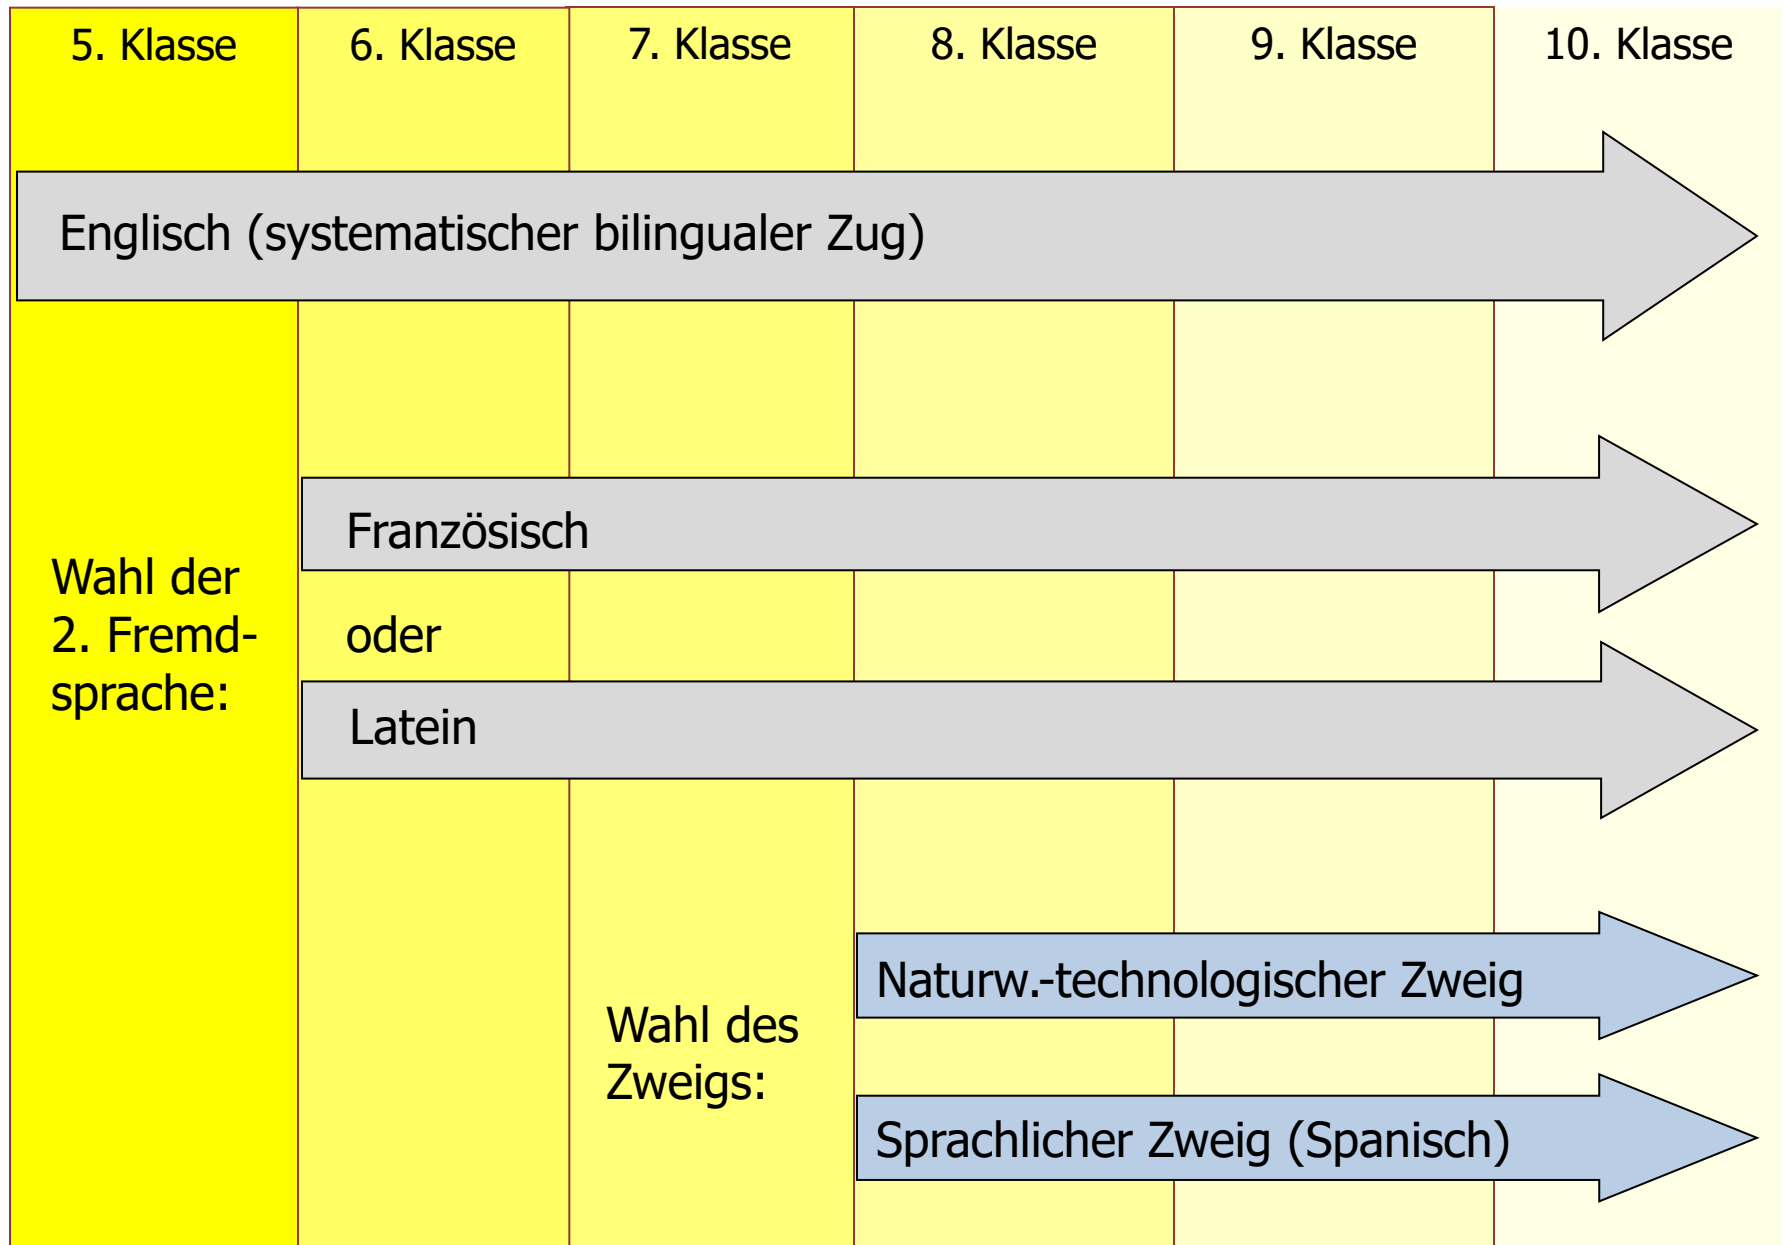 5. Klasse
6. Klasse
7. Klasse
8. Klasse
9. Klasse
10. Klasse
Englisch (systematischer bilingualer Zug)
Wahl der
2. Fremd-
sprache:
Französisch
oder
Latein
Wahl des
Zweigs:
Naturw.-technologischer Zweig
Sprachlicher Zweig (Spanisch)